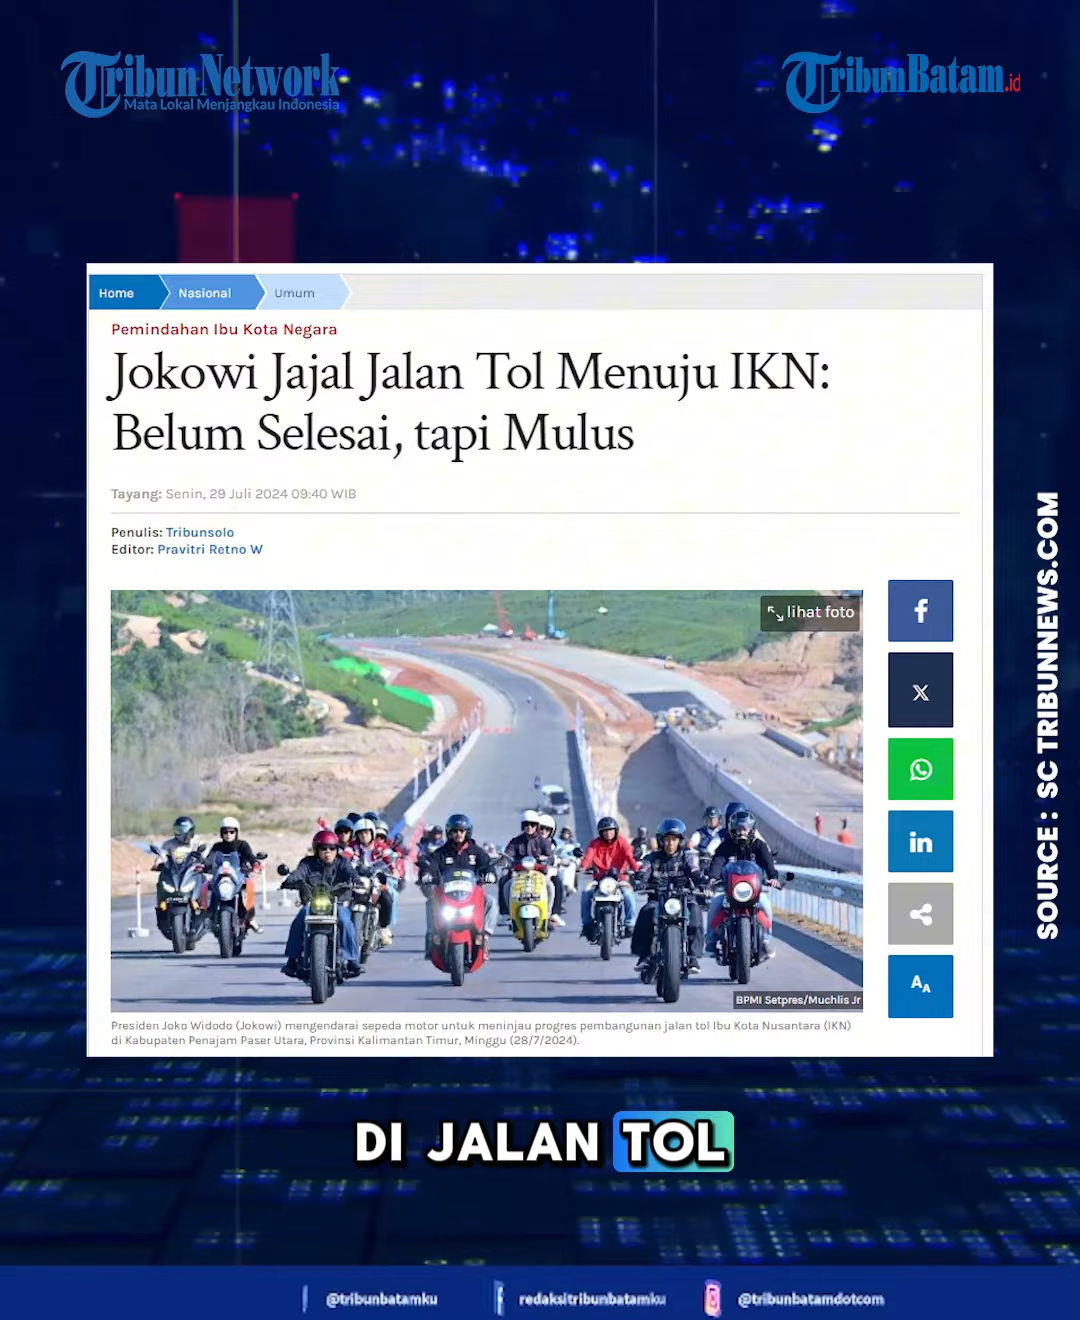 TribunNetwork
Mata Lokal Menjangkau Indonesia
TribunBatam.id
Home
Nasional
Umum
Pemindahan Ibu Kota Negara
Jokowi Jajal Jalan Tol Menuju IKN:
Belum Selesai, tapi Mulus
Tayang: Senin, 29 Juli 2024 09:40 WIB
Penulis: Tribunsolo
Editor: Pravitri Retno W
lihat foto
BPMI Setpres/Muchlis Jr
Presiden Joko Widodo (Jokowi) mengendarai sepeda motor untuk meninjau progres pembangunan jalan tol Ibu Kota Nusantara (IKN)
di Kabupaten Penajam Paser Utara, Provinsi Kalimantan Timur, Minggu (28/7/2024).
f
X
in
AA
SOURCE : SC TRIBUNNEWS.COM
DI JALAN TOL
@tribunbatamku
redaksitribunbatamku
@tribunbatamdotcom